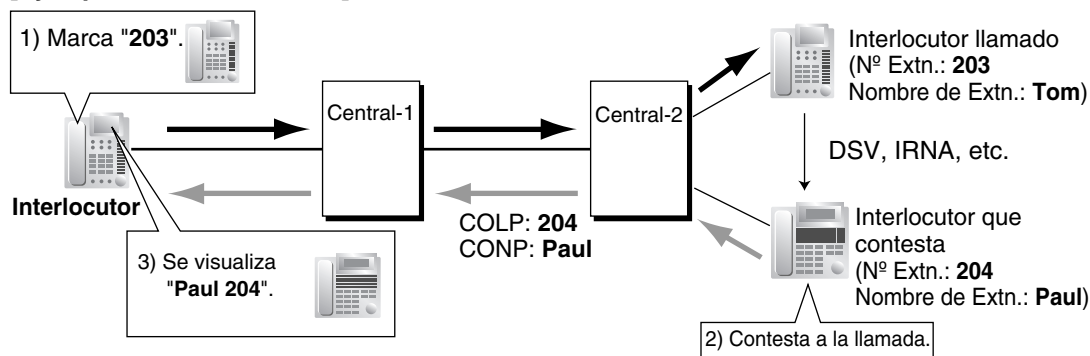 1) Marca "203".
Interlocutor
Central-1
Central-2
COLP: 204
CONP: Paul
3) Se visualiza
"Paul 204".
Interlocutor llamado
(Nº Extn.: 203
Nombre de Extn.: Tom)
DSV, IRNA, etc.
Interlocutor que
contesta
(Nº Extn.: 204
Nombre de Extn.: Paul)
2) Contesta a la llamada.